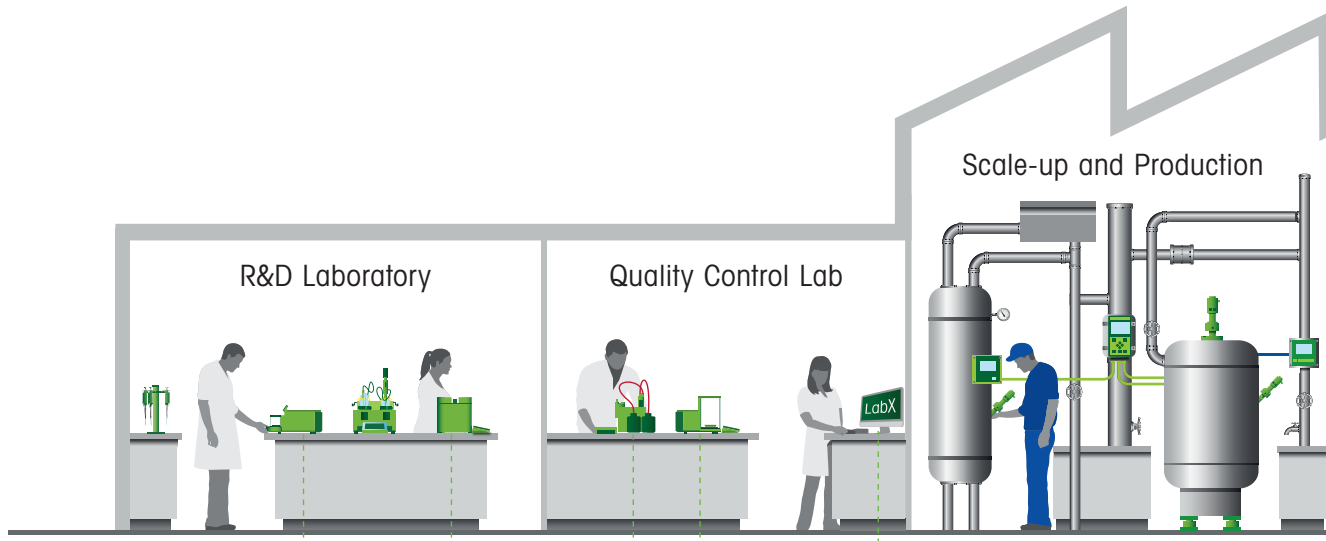 Scale-up and Production
R&D Laboratory
Quality Control Lab
LabX